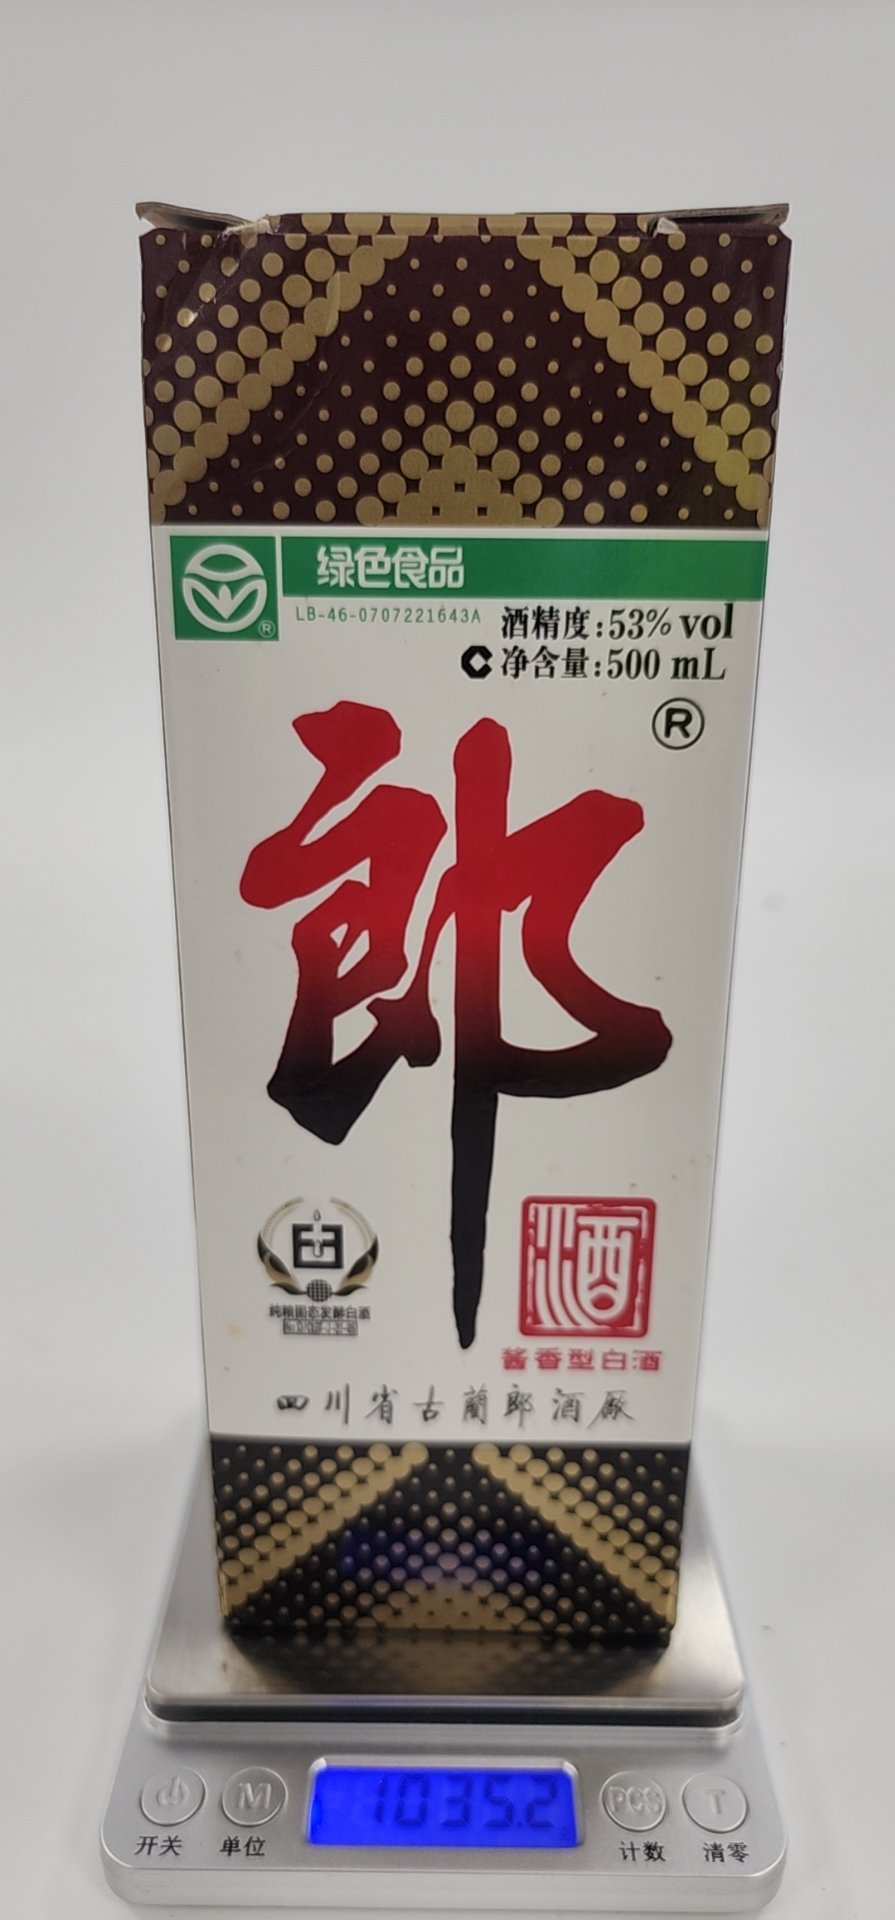 绿色食品
®
LB-46-0707221643A
酒精度:53% vol
C净含量:500 mL
®
郎
酒
纯粮固态发酵白酒
酱香型白酒
四川省古蔺郎酒厰
1035.2
M PCS T
开关 单位 计数 清零